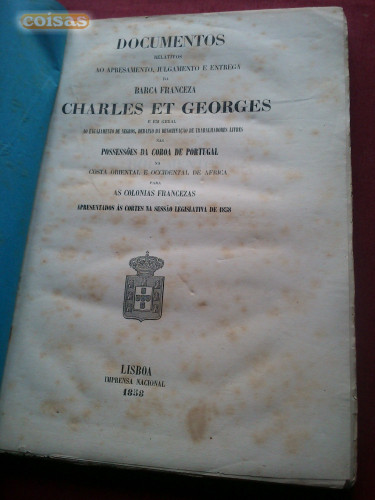 coisas
DOCUMENTOS
RELATIVOS
AO APRESAMENTO, JULGAMENTO E ENTREGA
DA
BARCA FRANCEZA
CHARLES ET GEORGES
E EM GERAL
AO ENGAJAMENTO DE NEGROS, DEBAIXO DA DENOMINAÇÃO DE TRABALHADORES LIVRES
NAS
POSSESSÕES DA COROA DE PORTUGAL
NA
COSTA ORIENTAL E OCCIDENTAL DE AFRICA
PARA
AS COLONIAS FRANCEZAS
APRESENTADOS ÁS CORTES NA SESSÃO LEGISLATIVA DE 1858
LISBOA
IMPRENSA NACIONAL
1858